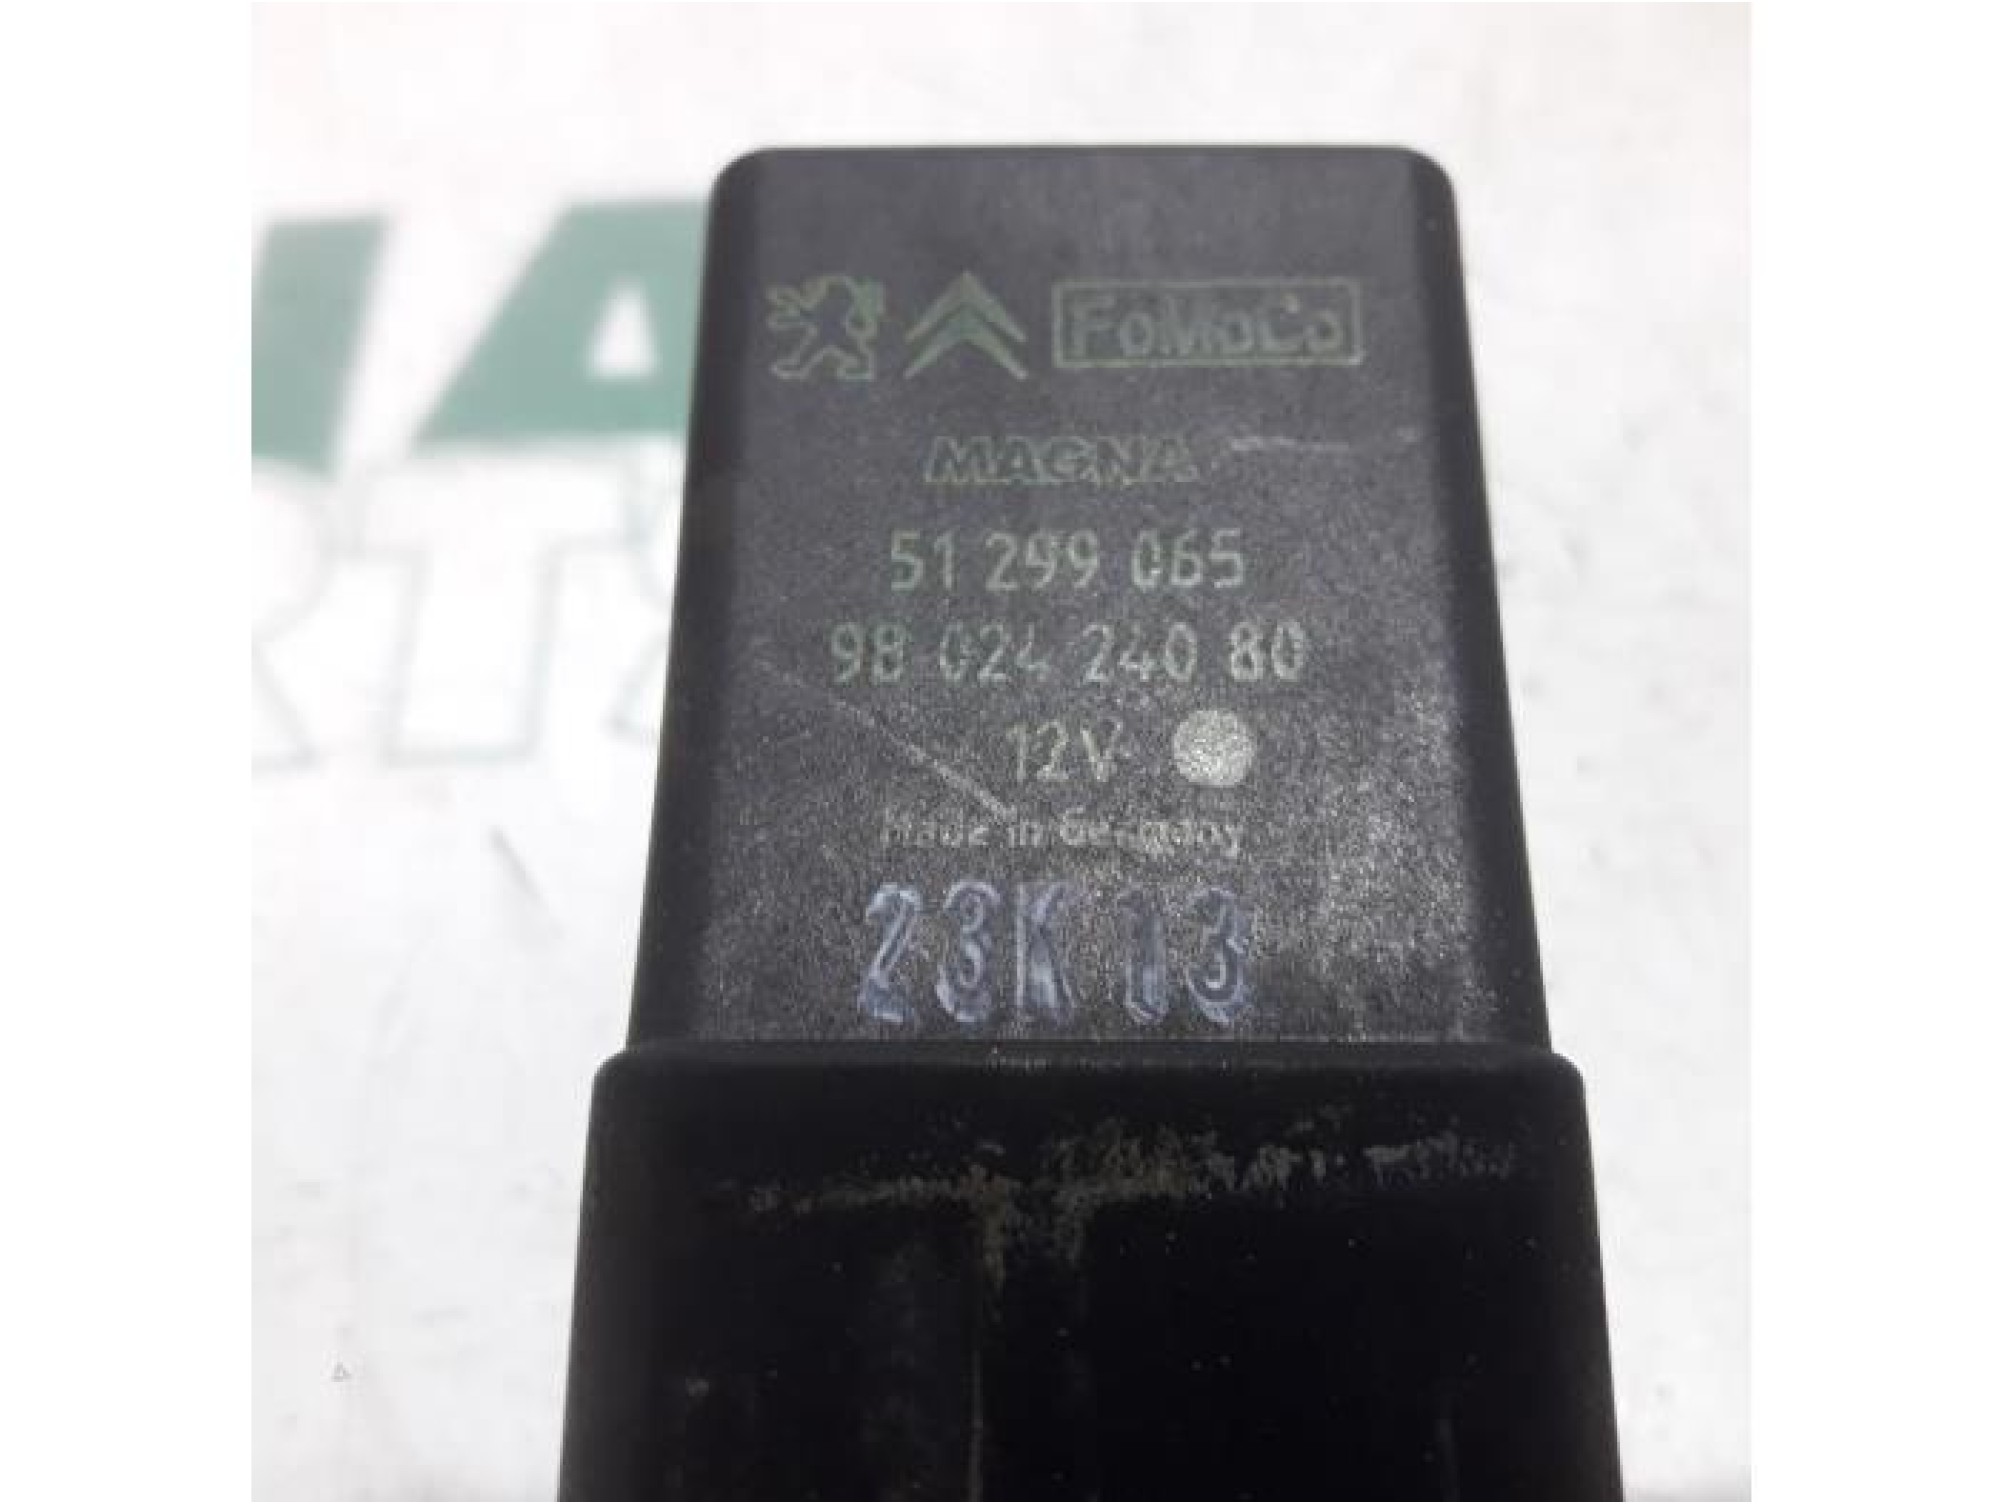 FoMoCo
MAGNA
51 299 065
98 024 240 80
12V
Made in Germany
23K13